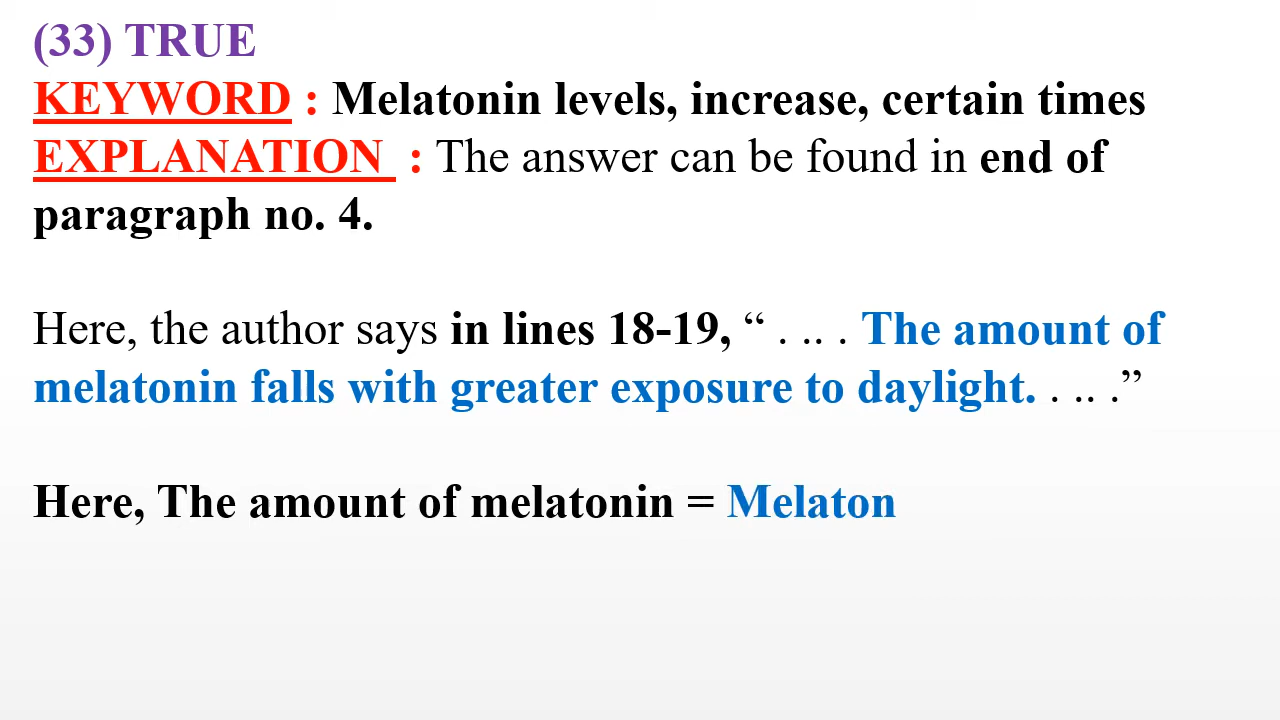 (33) TRUE
KEYWORD : Melatonin levels, increase, certain times
EXPLANATION : The answer can be found in end of
paragraph no. 4.
Here, the author says in lines 18-19, “ . .. . The amount of
melatonin falls with greater exposure to daylight. . .. .”
Here, The amount of melatonin = Melaton